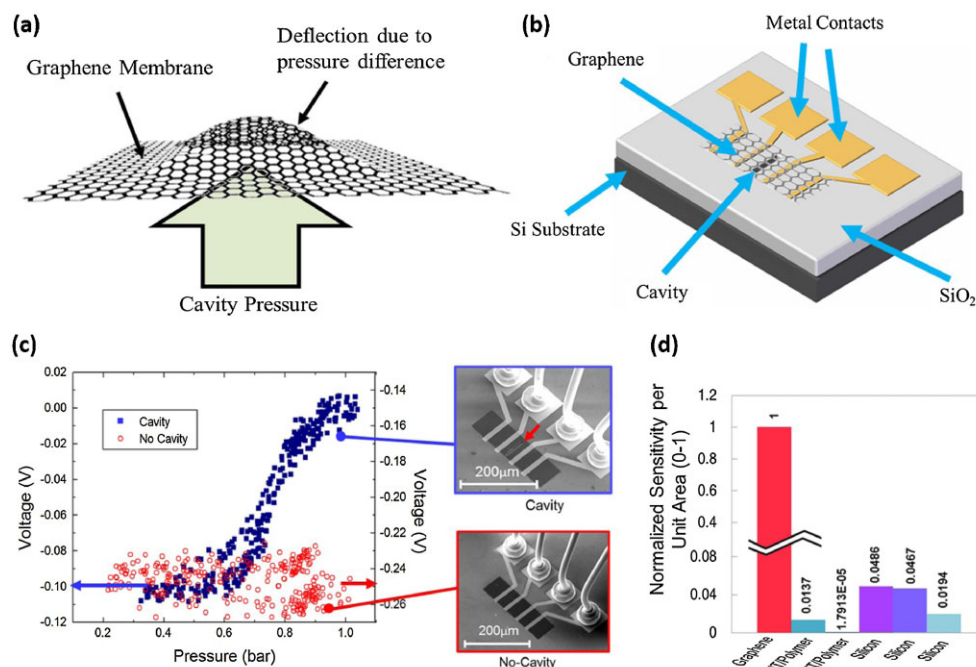 (a)
Graphene Membrane
Deflection due to
pressure difference
Cavity Pressure
(b)
Metal Contacts
Graphene
Si Substrate
Cavity
SiO2
(c)
Voltage (V)
0.02
0.00
-0.02
-0.04
-0.06
-0.08
-0.10
-0.12
Cavity
No Cavity
-0.14
-0.16
-0.18
-0.20
-0.22
-0.24
-0.26
Voltage (V)
0.2
0.4
0.6
0.8
1.0
Pressure (bar)
200µm
Cavity
200µm
No-Cavity
(d)
Normalized Sensitivity per
Unit Area (0-1)
1.2
1
0.8
0.4
0.08
0.04
0
1
0.0137
1.7913E-05
0.0486
0.0467
0.0194
Graphene
T/Polymer
T/Polymer
Silicon
Silicon
Silicon